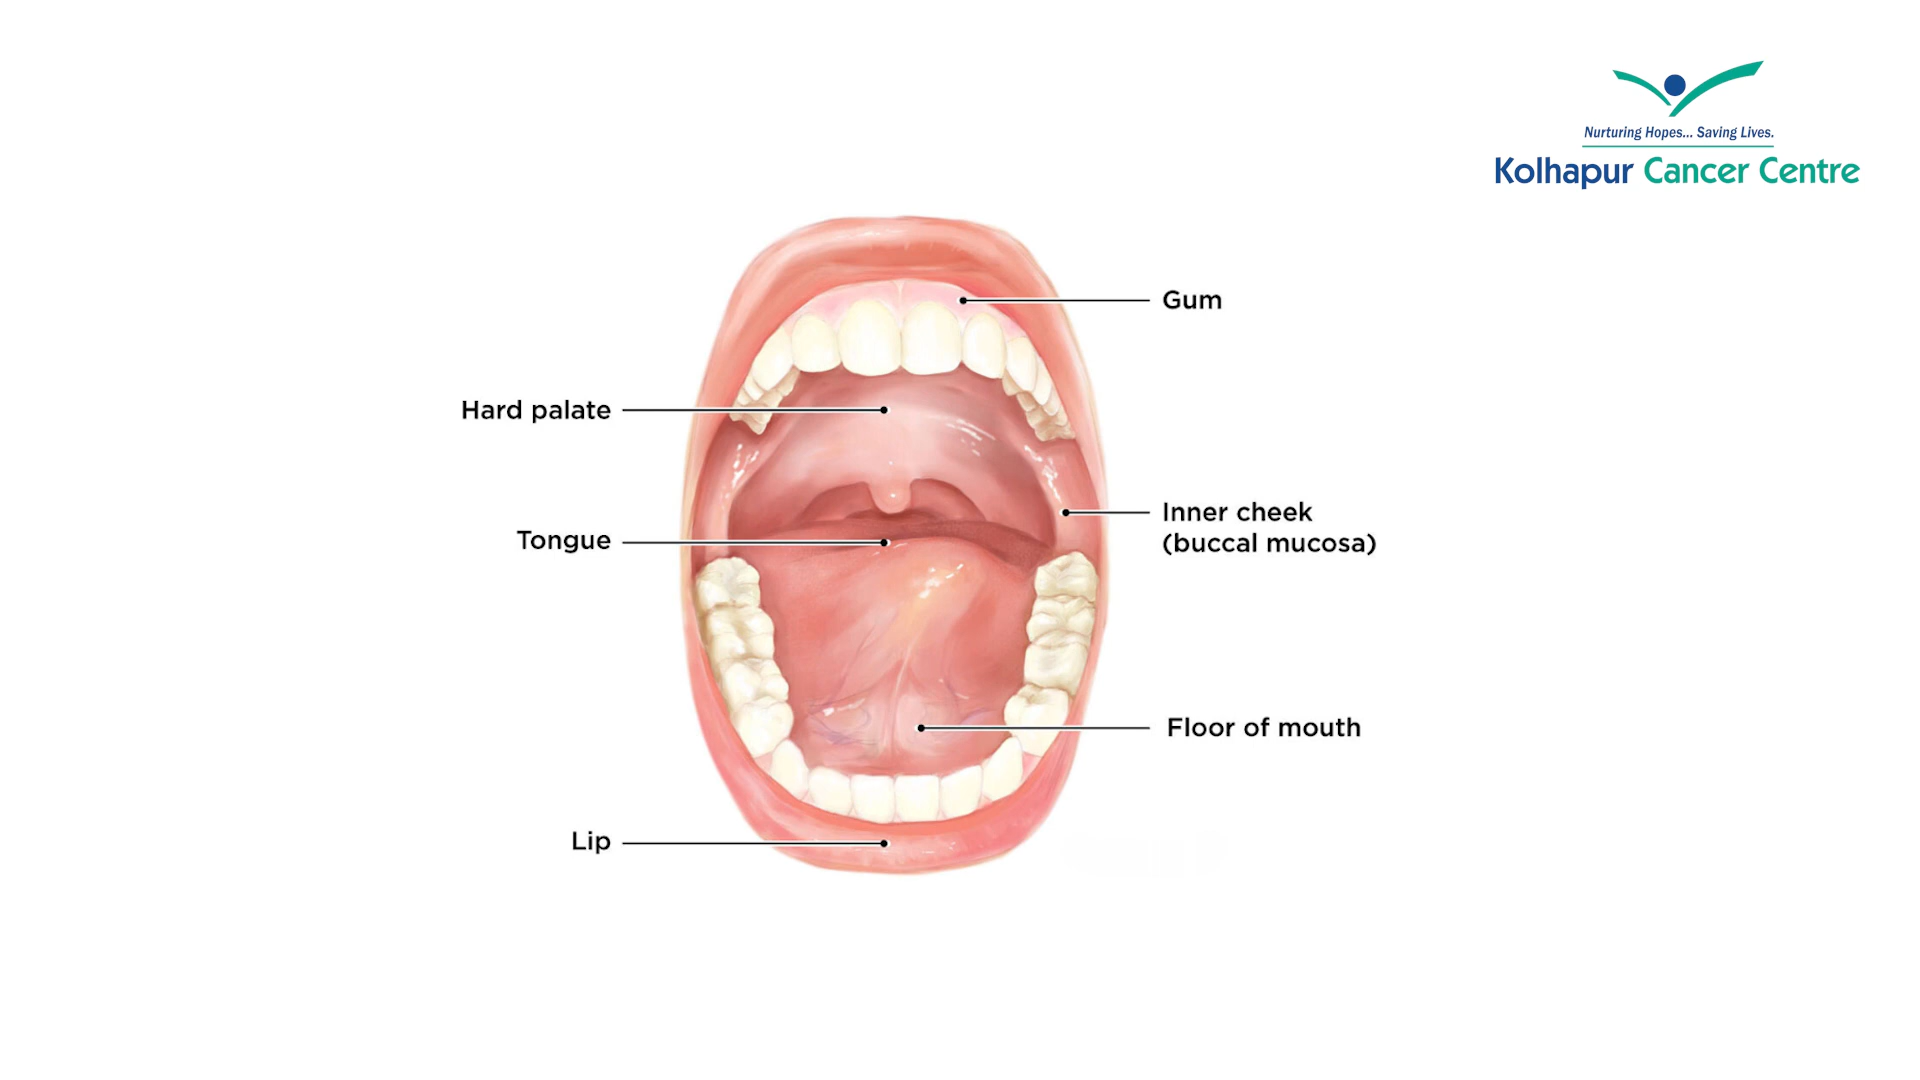 Nurturing Hopes... Saving Lives.
Kolhapur Cancer Centre
Gum
Hard palate
Inner cheek
(buccal mucosa)
Tongue
Floor of mouth
Lip